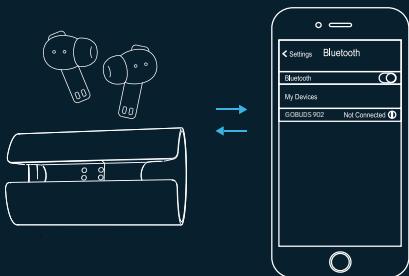 Settings Bluetooth
Bluetooth
My Devices
GOBUDS 902 Not Connected